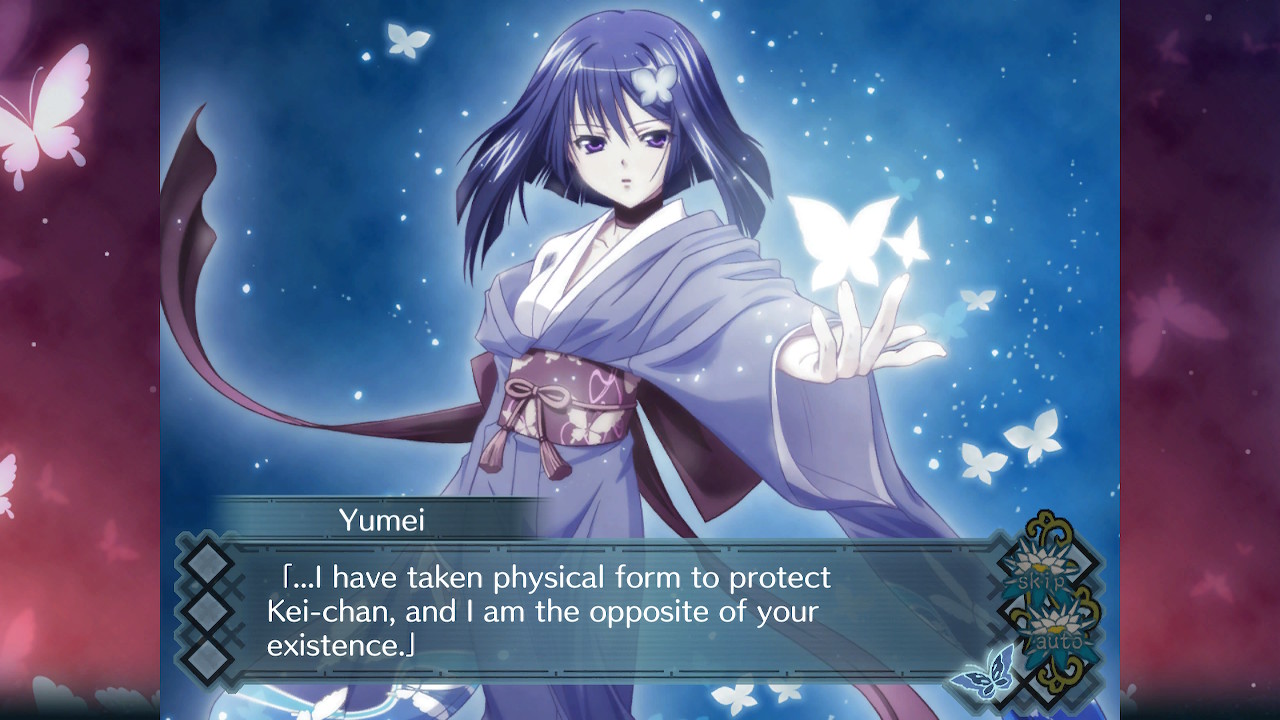 Yumei
「...I have taken physical form to protect
Kei-chan, and I am the opposite of your
existence.」
skip
auto